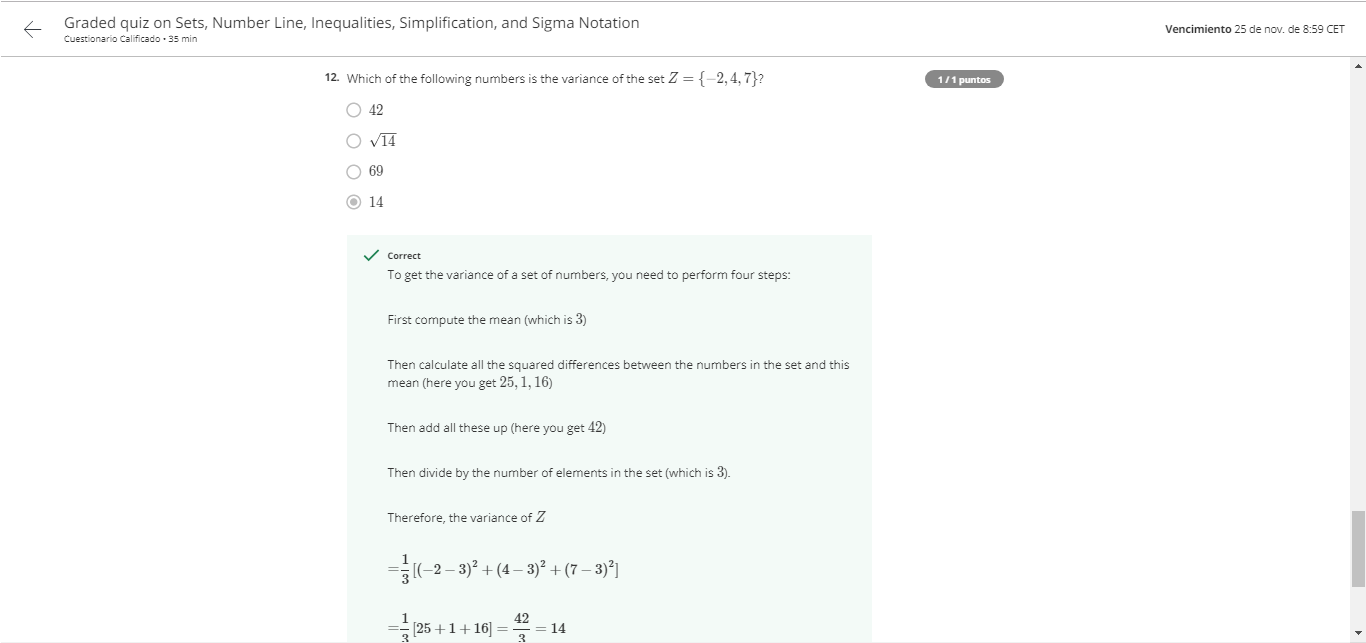 Graded quiz on Sets, Number Line, Inequalities, Simplification, and Sigma Notation
Cuestionario Calificado • 35 min
Vencimiento 25 de nov. de 8:59 CET
12. Which of the following numbers is the variance of the set Z = {−2, 4, 7}?
1 / 1 puntos
42
√14
69
14
Correct
To get the variance of a set of numbers, you need to perform four steps:
First compute the mean (which is 3)
Then calculate all the squared differences between the numbers in the set and this
mean (here you get 25, 1, 16)
Then add all these up (here you get 42)
Then divide by the number of elements in the set (which is 3).
Therefore, the variance of Z
=1/3[(−2 − 3)² + (4 − 3)² + (7 − 3)²]
=1/3[25 + 1 + 16] = 42/3 = 14